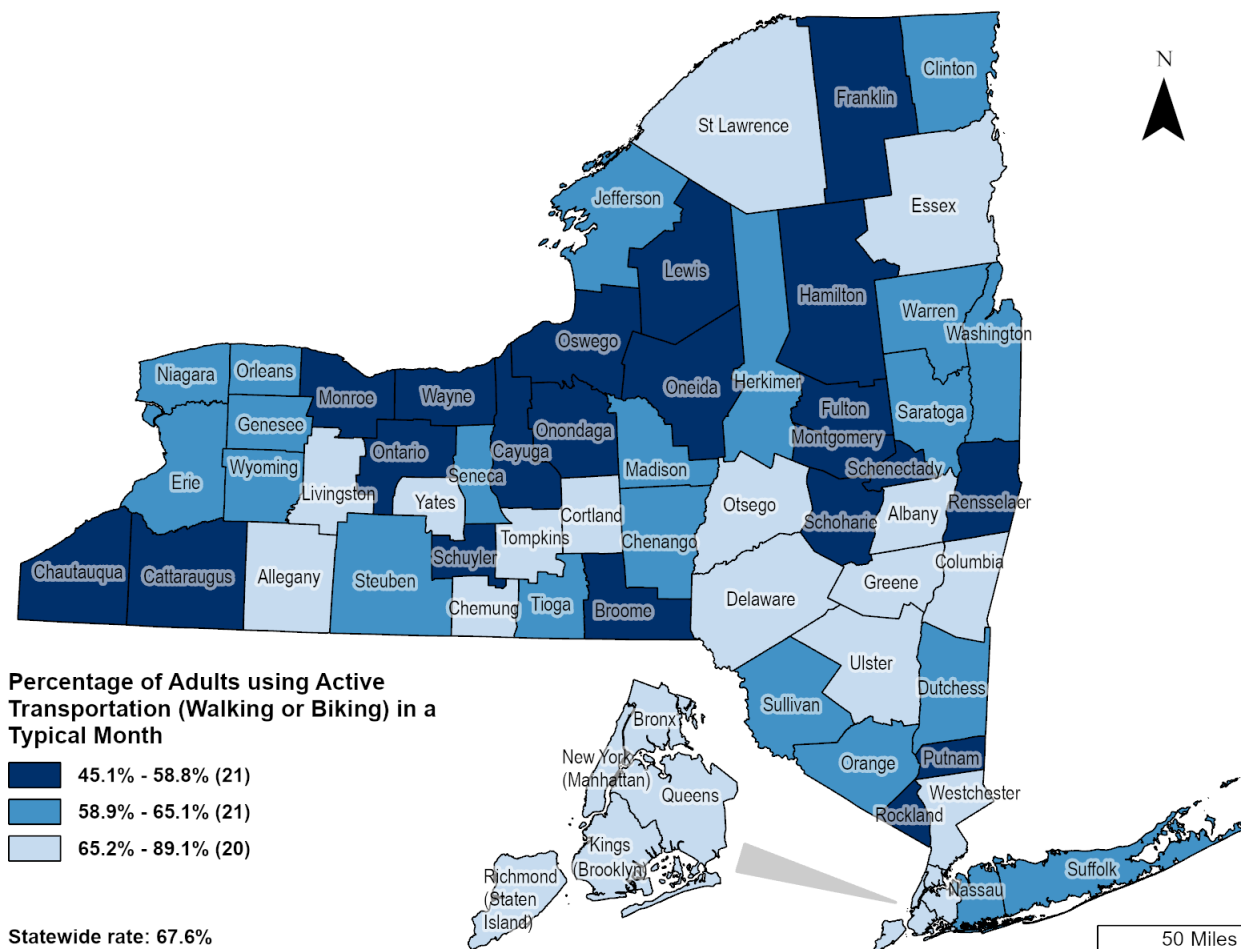 N
Clinton
Franklin
St Lawrence
Essex
Jefferson
Lewis
Hamilton
Warren
Washington
Oswego
Herkimer
Oneida
Niagara
Orleans
Monroe
Wayne
Fulton
Saratoga
Genesee
Onondaga
Montgomery
Ontario
Cayuga
Schenectady
Wyoming
Seneca
Madison
Erie
Livingston
Yates
Otsego
Rensselaer
Cortland
Albany
Schoharie
Tompkins
Chenango
Schuyler
Columbia
Chautauqua
Cattaraugus
Allegany
Steuben
Greene
Delaware
Chemung
Tioga
Broome
Ulster
Dutchess
Sullivan
Putnam
Orange
Westchester
Rockland
Suffolk
Nassau
Bronx
New York
(Manhattan)
Queens
Kings
(Brooklyn)
Richmond
(Staten
Island)
Percentage of Adults using Active
Transportation (Walking or Biking) in a
Typical Month
45.1% - 58.8% (21)
58.9% - 65.1% (21)
65.2% - 89.1% (20)
Statewide rate: 67.6%
50 Miles